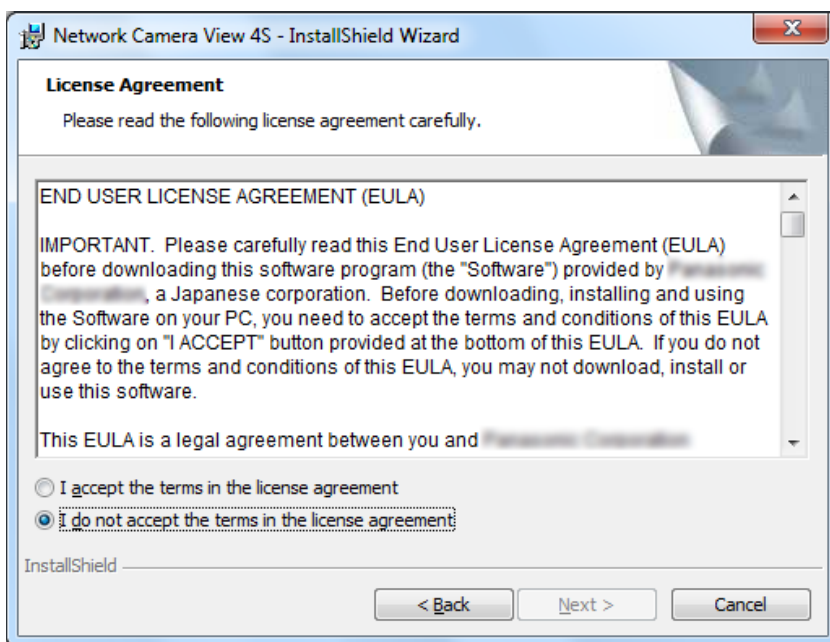 Network Camera View 4S - InstallShield Wizard
License Agreement
Please read the following license agreement carefully.
END USER LICENSE AGREEMENT (EULA)
IMPORTANT.  Please carefully read this End User License Agreement (EULA)
before downloading this software program (the "Software") provided by
, a Japanese corporation.  Before downloading, installing and using
the Software on your PC, you need to accept the terms and conditions of this EULA
by clicking on "I ACCEPT" button provided at the bottom of this EULA.  If you do not
agree to the terms and conditions of this EULA, you may not download, install or
use this software.
This EULA is a legal agreement between you and
I accept the terms in the license agreement
I do not accept the terms in the license agreement
InstallShield
< Back
Next >
Cancel